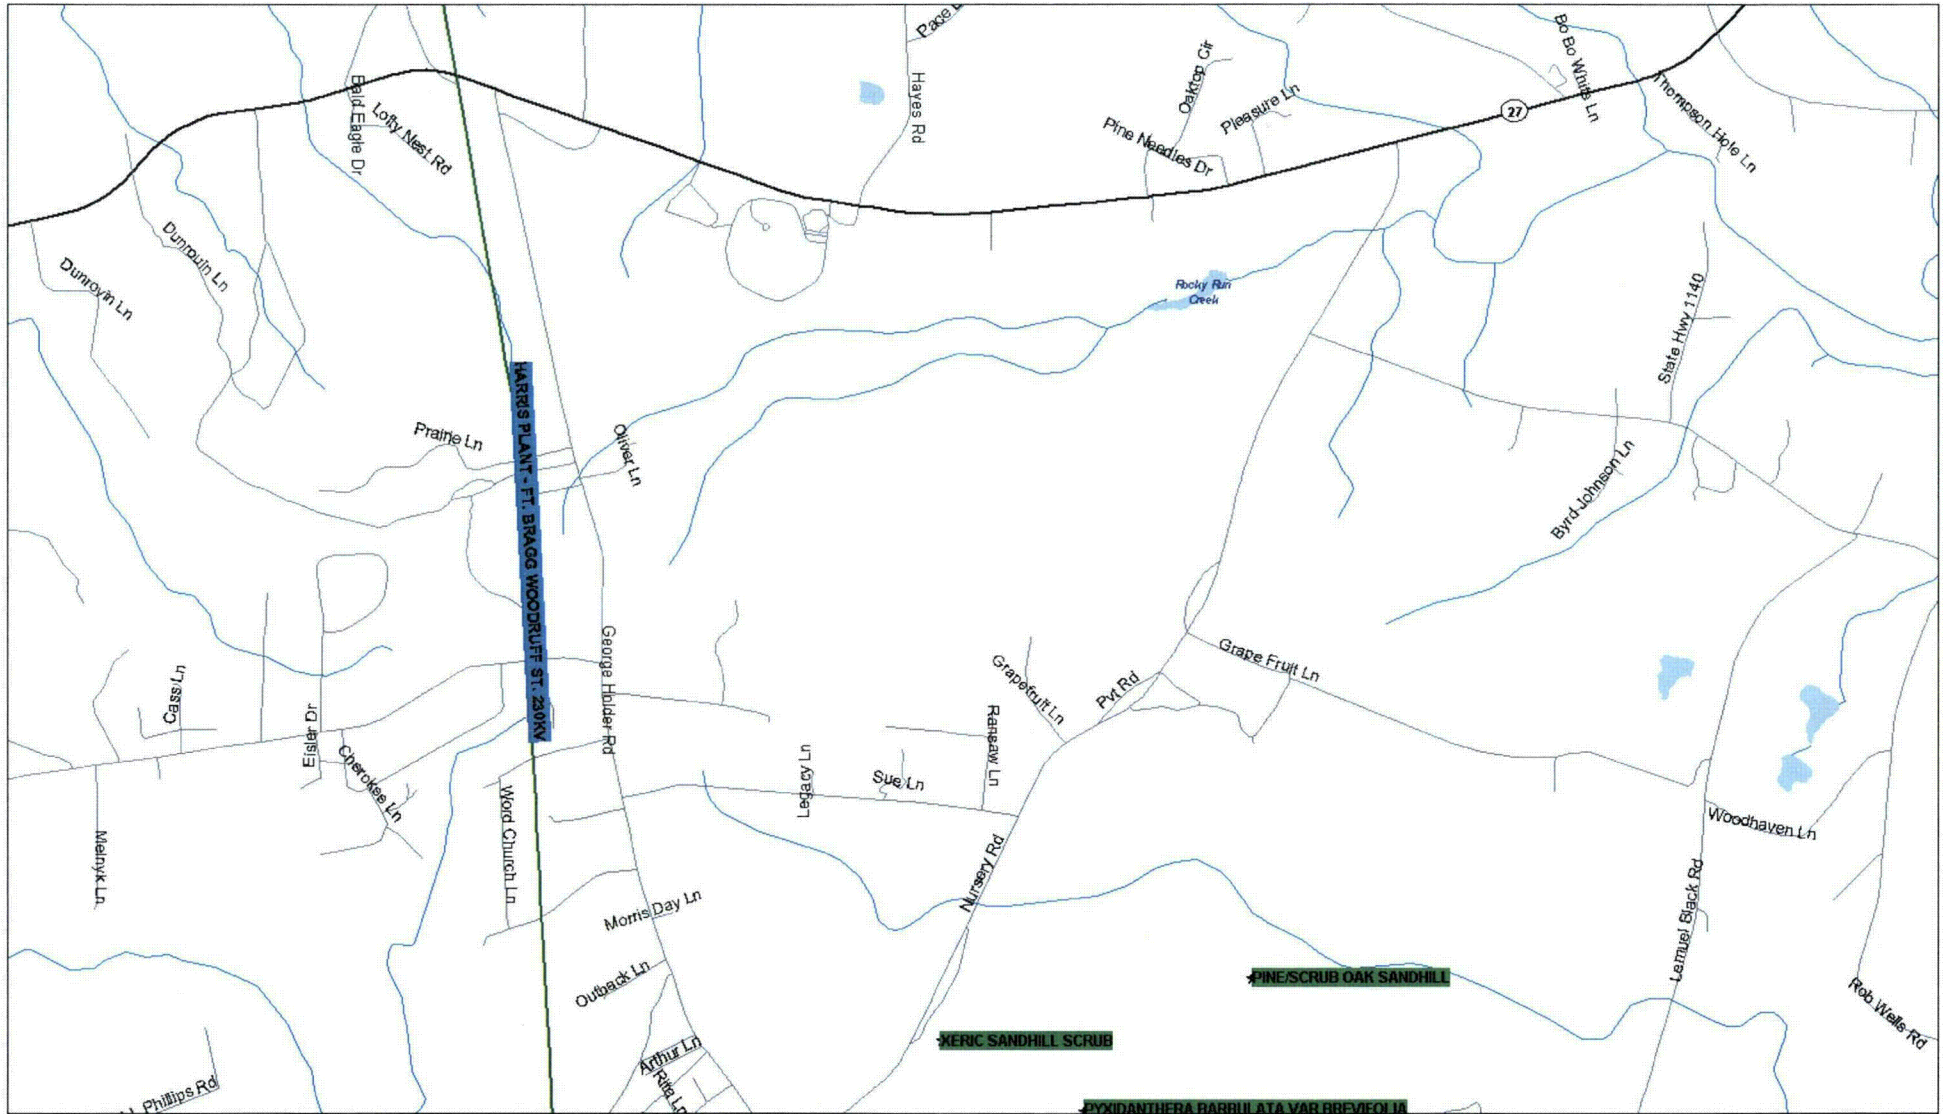 Pace
Bo Bo White Ln
Oaktop Cir
Hayes Rd
Bald Eagle Dr
Lofty Nest Rd
Pleasure Ln
27
Thompson Hole Ln
Pine Needles Dr
Dunrouin Ln
Dunrovin Ln
Rocky Run
Creek
State Hwy 1140
HARRIS PLANT - FT. BRAGG WOODRUFF ST. 230KV
Prairie Ln
Oliver Ln
Byrd-Johnson Ln
George Holder Rd
Grape Fruit Ln
Grapefruit Ln
Pvt Rd
Cass Ln
Eisler Dr
Cherokee Ln
Ransaw Ln
Legacy Ln
Sue Ln
Word Church Ln
Melnyk Ln
Woodhaven Ln
Nursery Rd
Lemuel Black Rd
Morris Day Ln
Outback Ln
PINE/SCRUB OAK SANDHILL
Rob Wells Rd
XERIC SANDHILL SCRUB
Arthur Ln
Rita Ln
Phillips Rd
PYXIDANTHERA BARBULATA VAR BREVIFOLIA